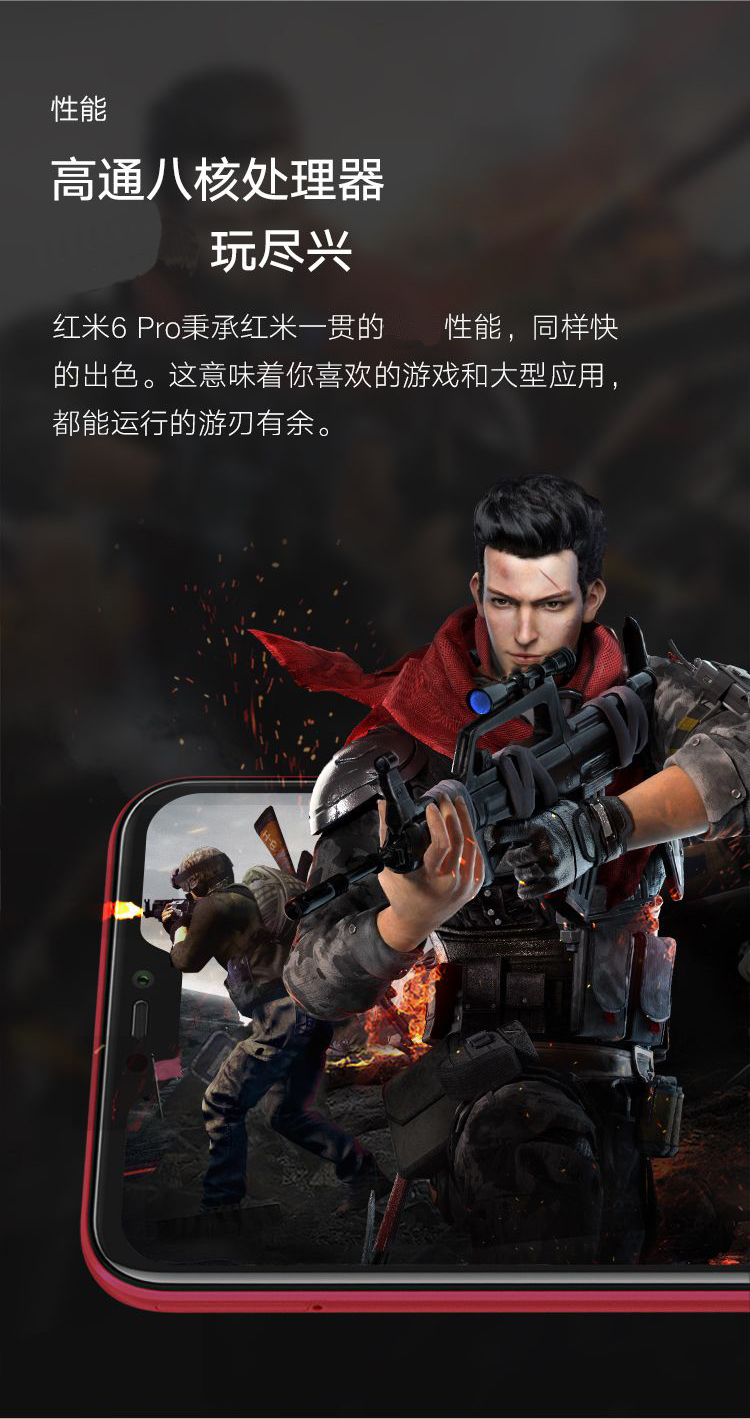 性能
高通八核处理器
玩尽兴
红米6 Pro秉承红米一贯的 性能，同样快
的出色。这意味着你喜欢的游戏和大型应用，
都能运行的游刃有余。